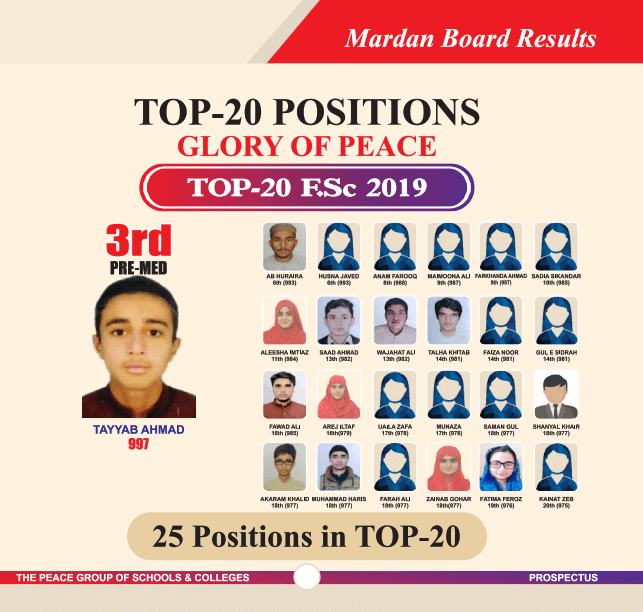 Mardan Board Results
TOP-20 POSITIONS
GLORY OF PEACE
TOP-20 F.Sc 2019
3rd
PRE-MED
TAYYAB AHMAD
997
AB HURAIRA
6th (993)
HUSNA JAVED
6th (993)
ANAM FAROOQ
8th (988)
MAIMOONA ALI
9th (987)
FARKHANDA AHMAD
9th (987)
SADIA SIKANDAR
10th (985)
ALEESHA IMTIAZ
11th (984)
SAAD AHMAD
13th (982)
WAJAHAT ALI
13th (982)
TALHA KHITAB
14th (981)
FAIZA NOOR
14th (981)
GUL E SIDRAH
14th (981)
FAWAD ALI
16th (985)
AREJ ILTAF
16th(979)
UAILA ZAFA
17th (978)
MUNAZA
17th (978)
SAMAN GUL
18th (977)
SHANYAL KHAIR
18th (977)
AKARAM KHALID
18th (977)
MUHAMMAD HARIS
18th (977)
FARAH ALI
18th (977)
ZAINAB GOHAR
18th(977)
FATIMA FEROZ
19th (976)
KAINAT ZEB
20th (975)
25 Positions in TOP-20
THE PEACE GROUP OF SCHOOLS & COLLEGES
PROSPECTUS